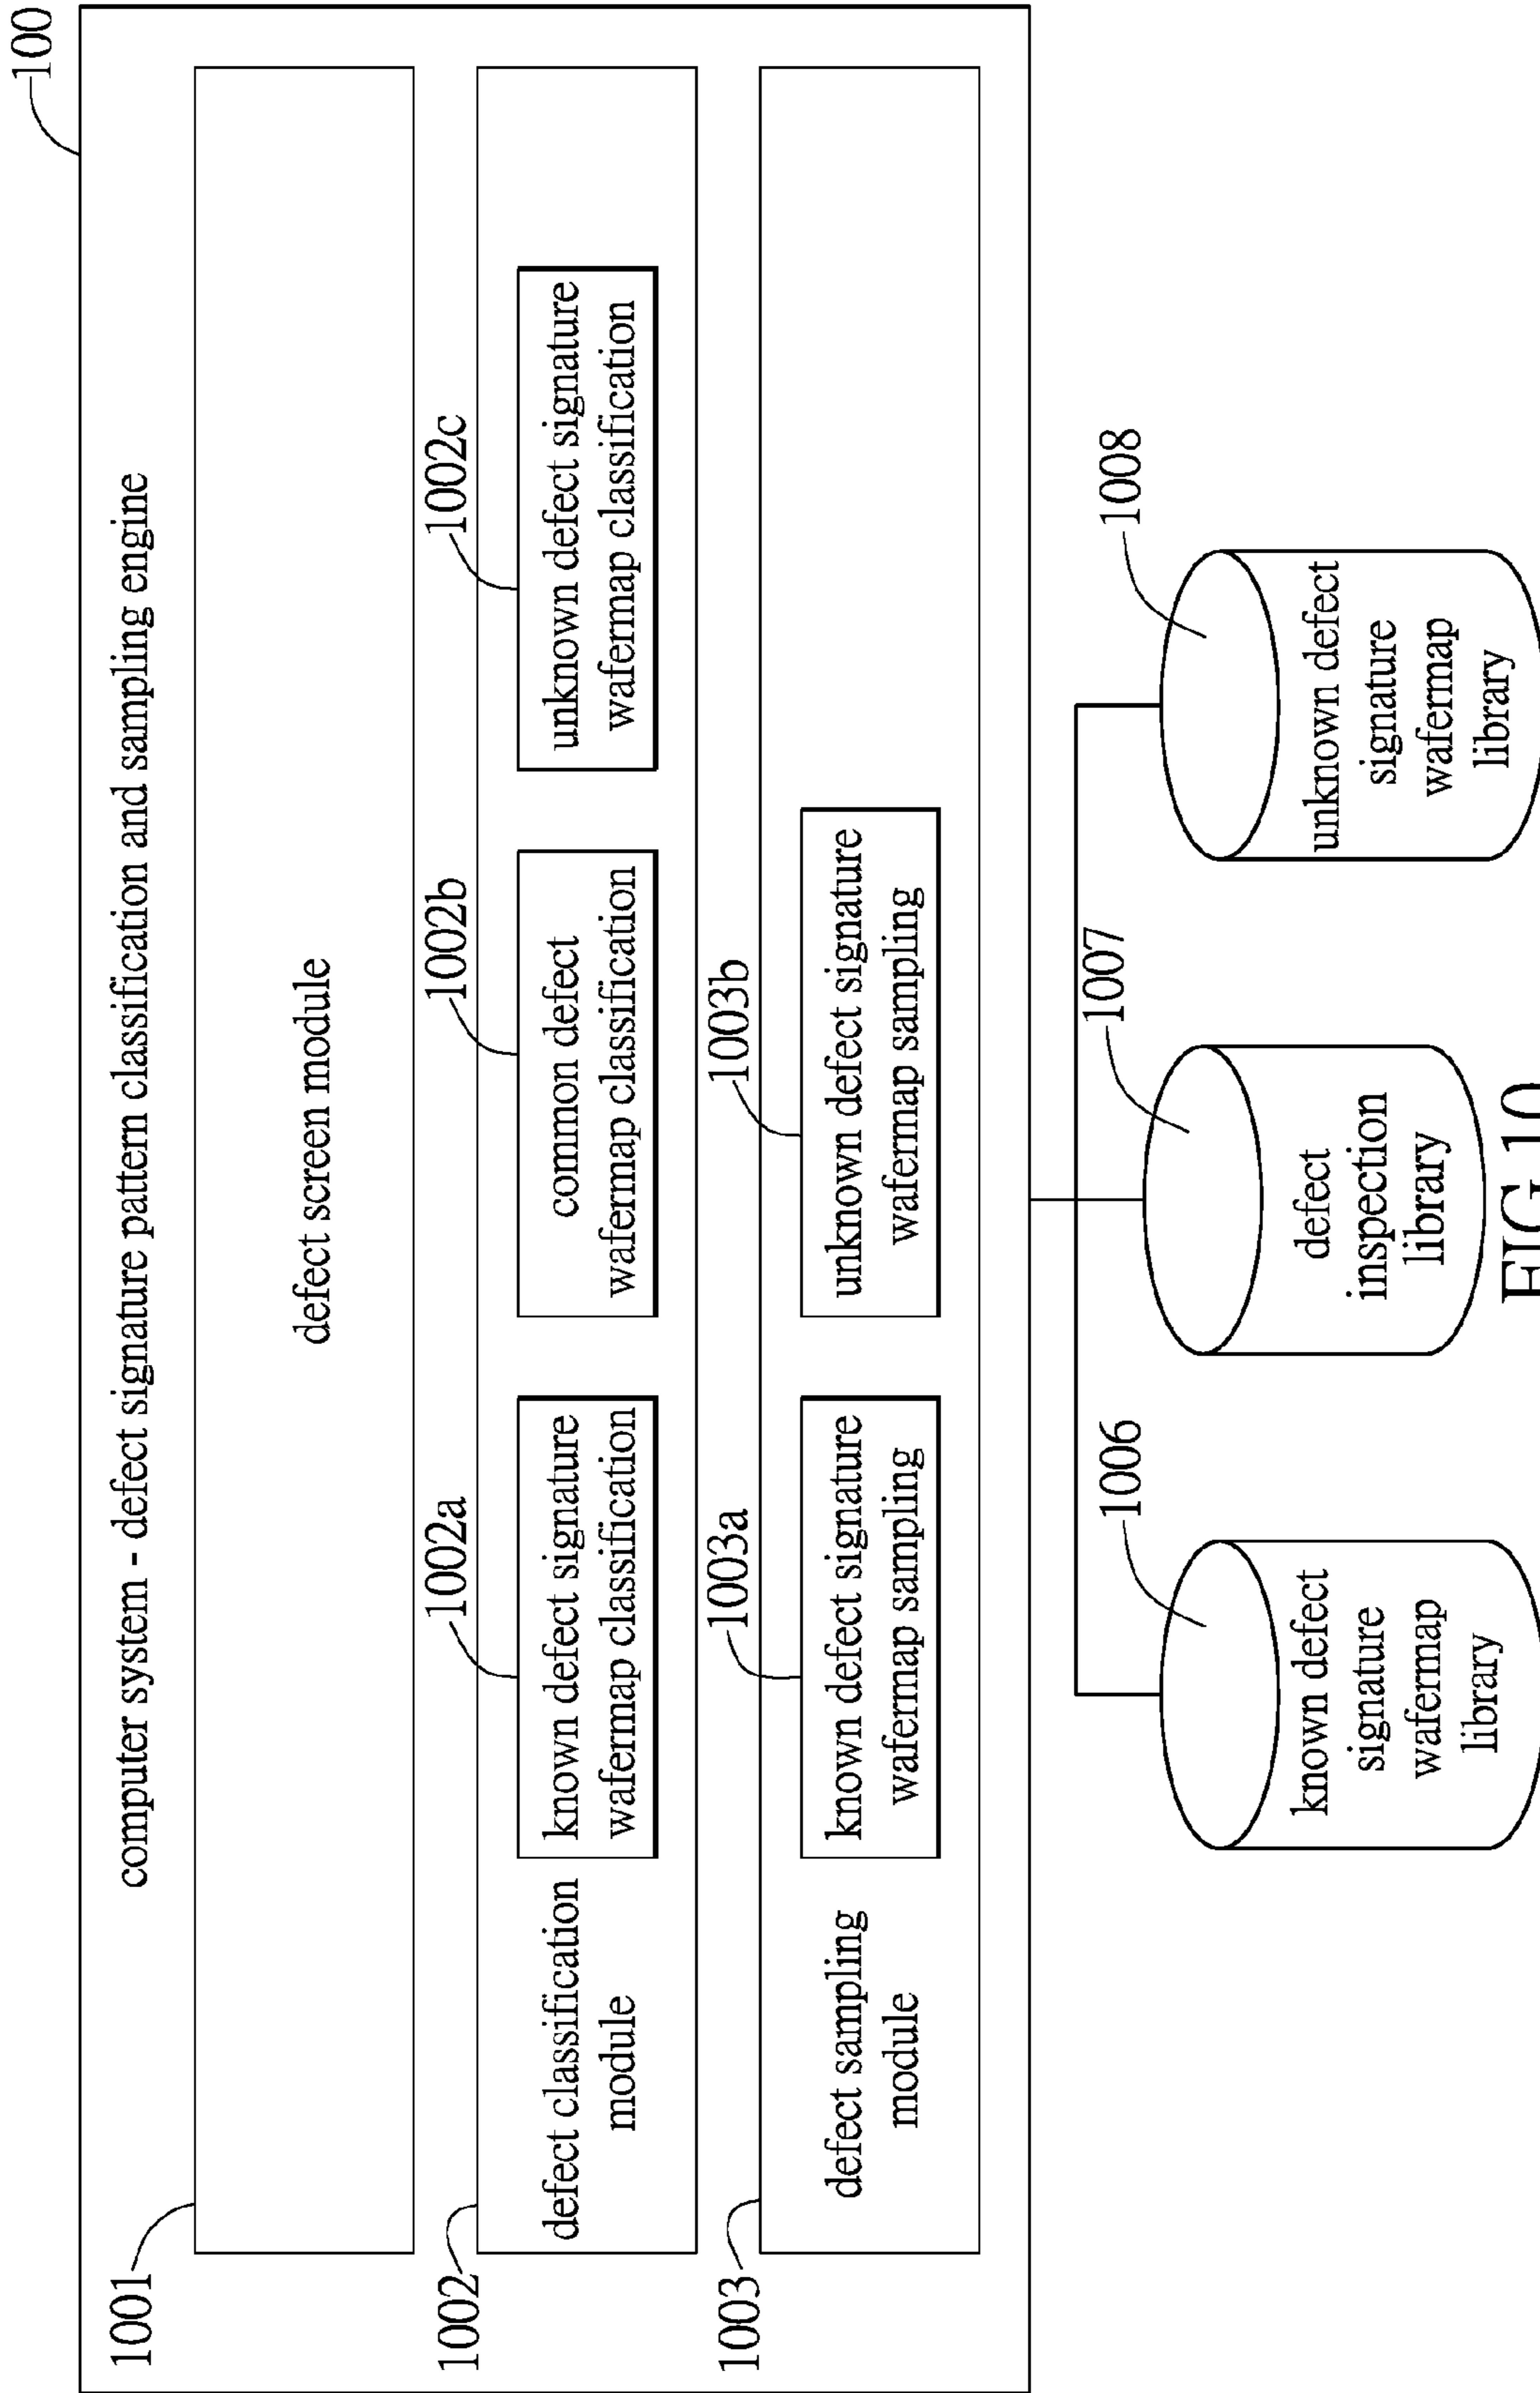 100
computer system - defect signature pattern classification and sampling engine
1001
defect screen module
1002
1002a
1002b
1002c
defect classification
module
known defect signature
wafermap classification
common defect
wafermap classification
unknown defect signature
wafermap classification
1003
1003a
1003b
defect sampling
module
known defect signature
wafermap sampling
unknown defect signature
wafermap sampling
1006
1007
1008
known defect
signature
wafermap
library
defect
inspection
library
unknown defect
signature
wafermap
library
FIG.10